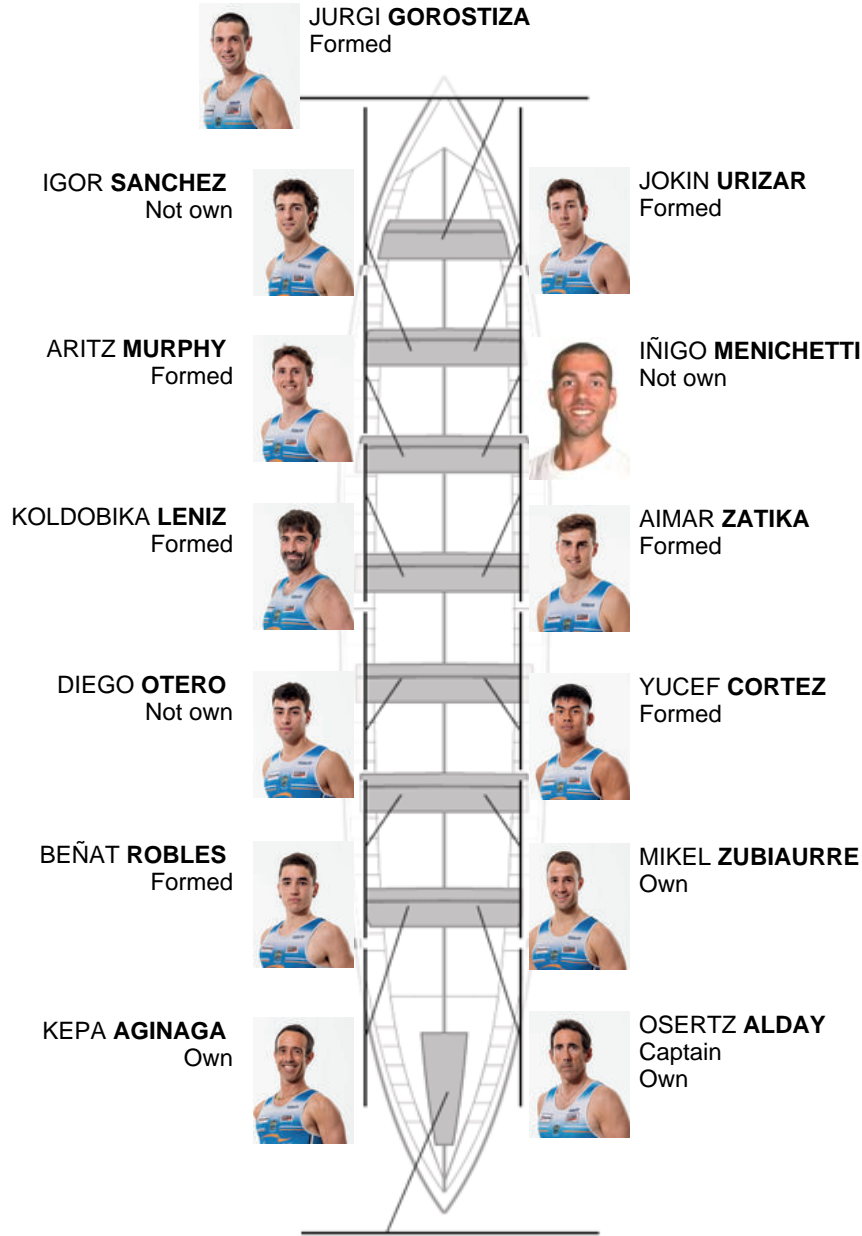 JURGI GOROSTIZA
Formed
IGOR SANCHEZ
Not own
JOKIN URIZAR
Formed
ARITZ MURPHY
Formed
IÑIGO MENICHETTI
Not own
KOLDOBIKA LENIZ
Formed
AIMAR ZATIKA
Formed
DIEGO OTERO
Not own
YUCEF CORTEZ
Formed
BEÑAT ROBLES
Formed
MIKEL ZUBIAURRE
Own
KEPA AGINAGA
Own
OSERTZ ALDAY
Captain
Own